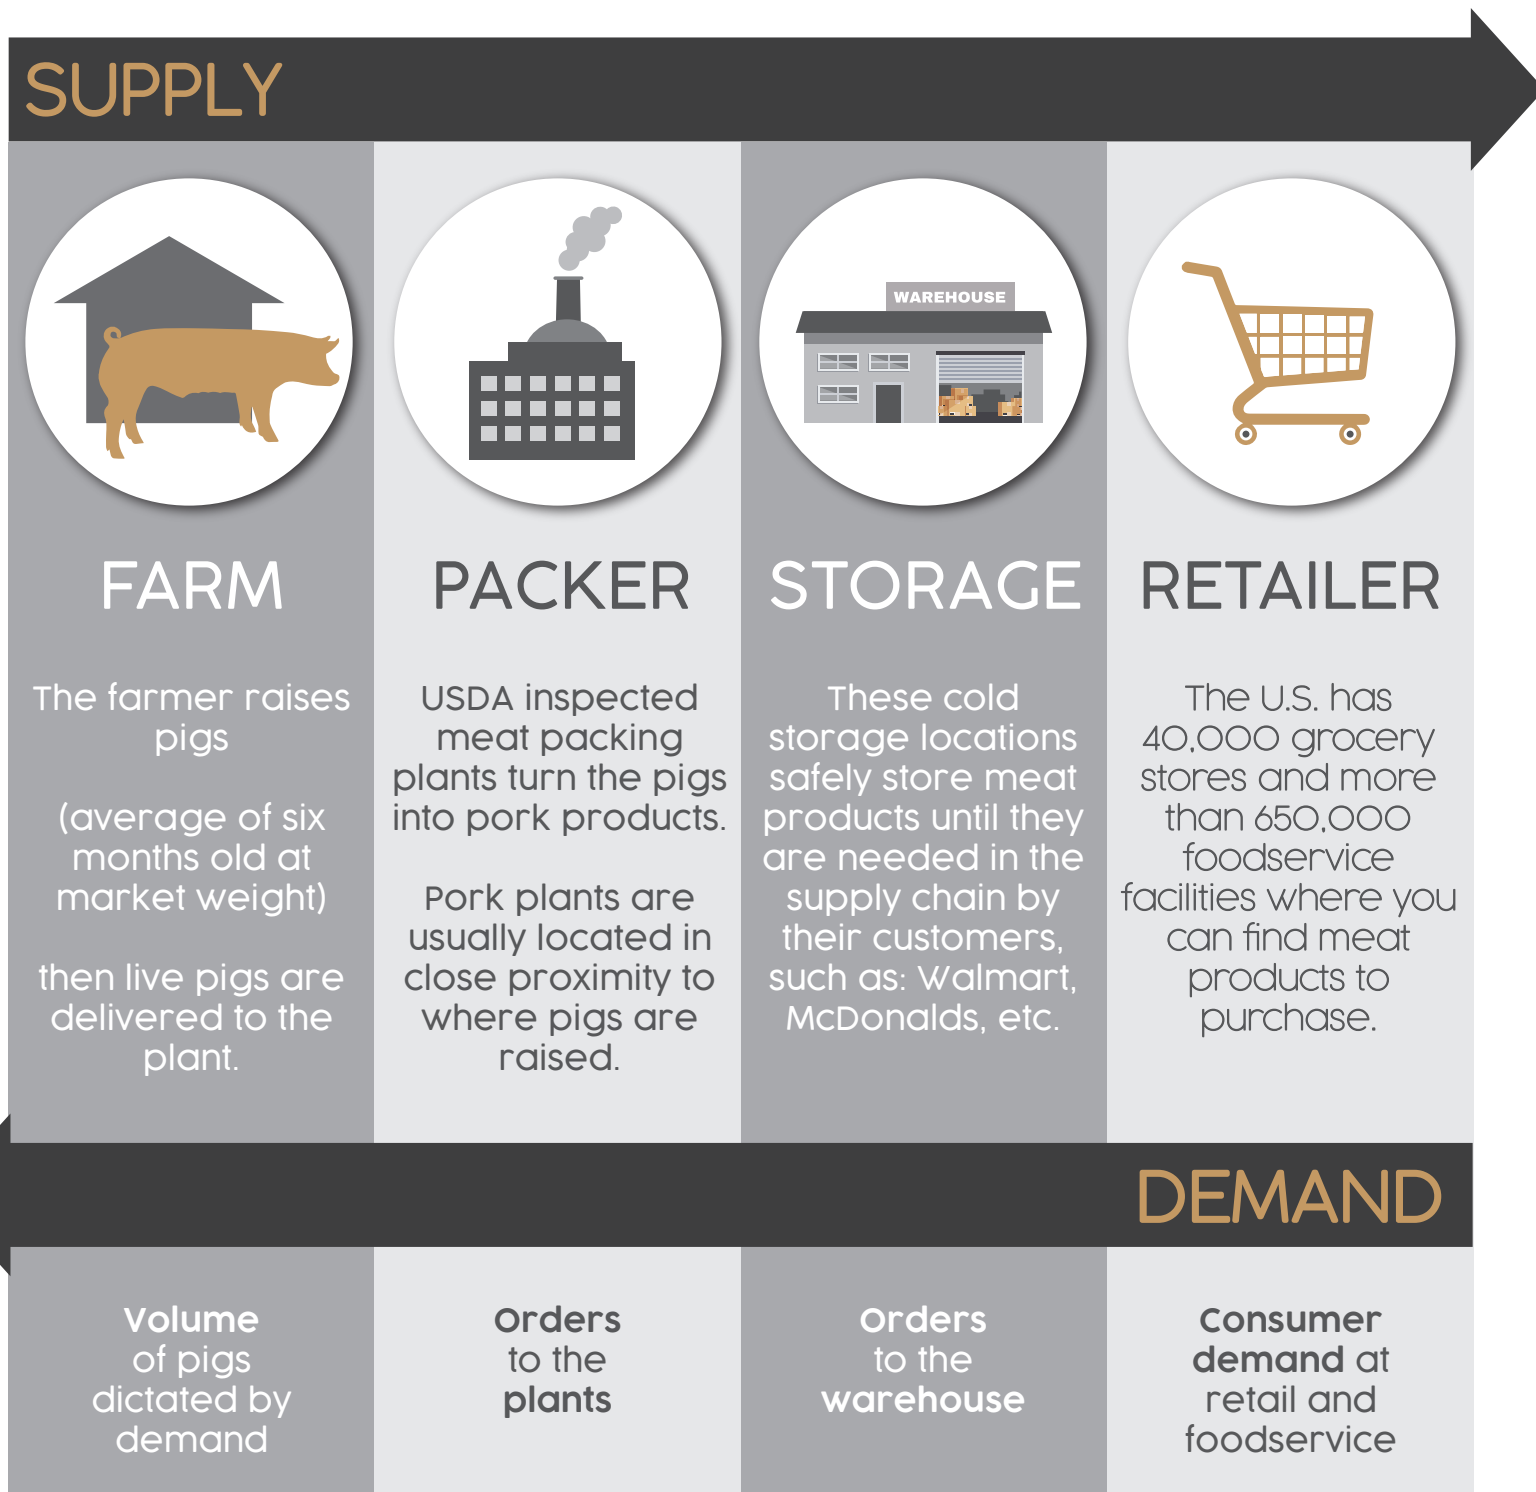 SUPPLY
WAREHOUSE
FARM
The farmer raises
pigs
(average of six
months old at
market weight)
then live pigs are
delivered to the
plant.
PACKER
USDA inspected
meat packing
plants turn the pigs
into pork products.
Pork plants are
usually located in
close proximity to
where pigs are
raised.
STORAGE
These cold
storage locations
safely store meat
products until they
are needed in the
supply chain by
their customers,
such as: Walmart,
McDonalds, etc.
RETAILER
The U.S. has
40,000 grocery
stores and more
than 650,000
foodservice
facilities where you
can find meat
products to
purchase.
DEMAND
Volume
of pigs
dictated by
demand
Orders
to the
plants
Orders
to the
warehouse
Consumer
demand at
retail and
foodservice